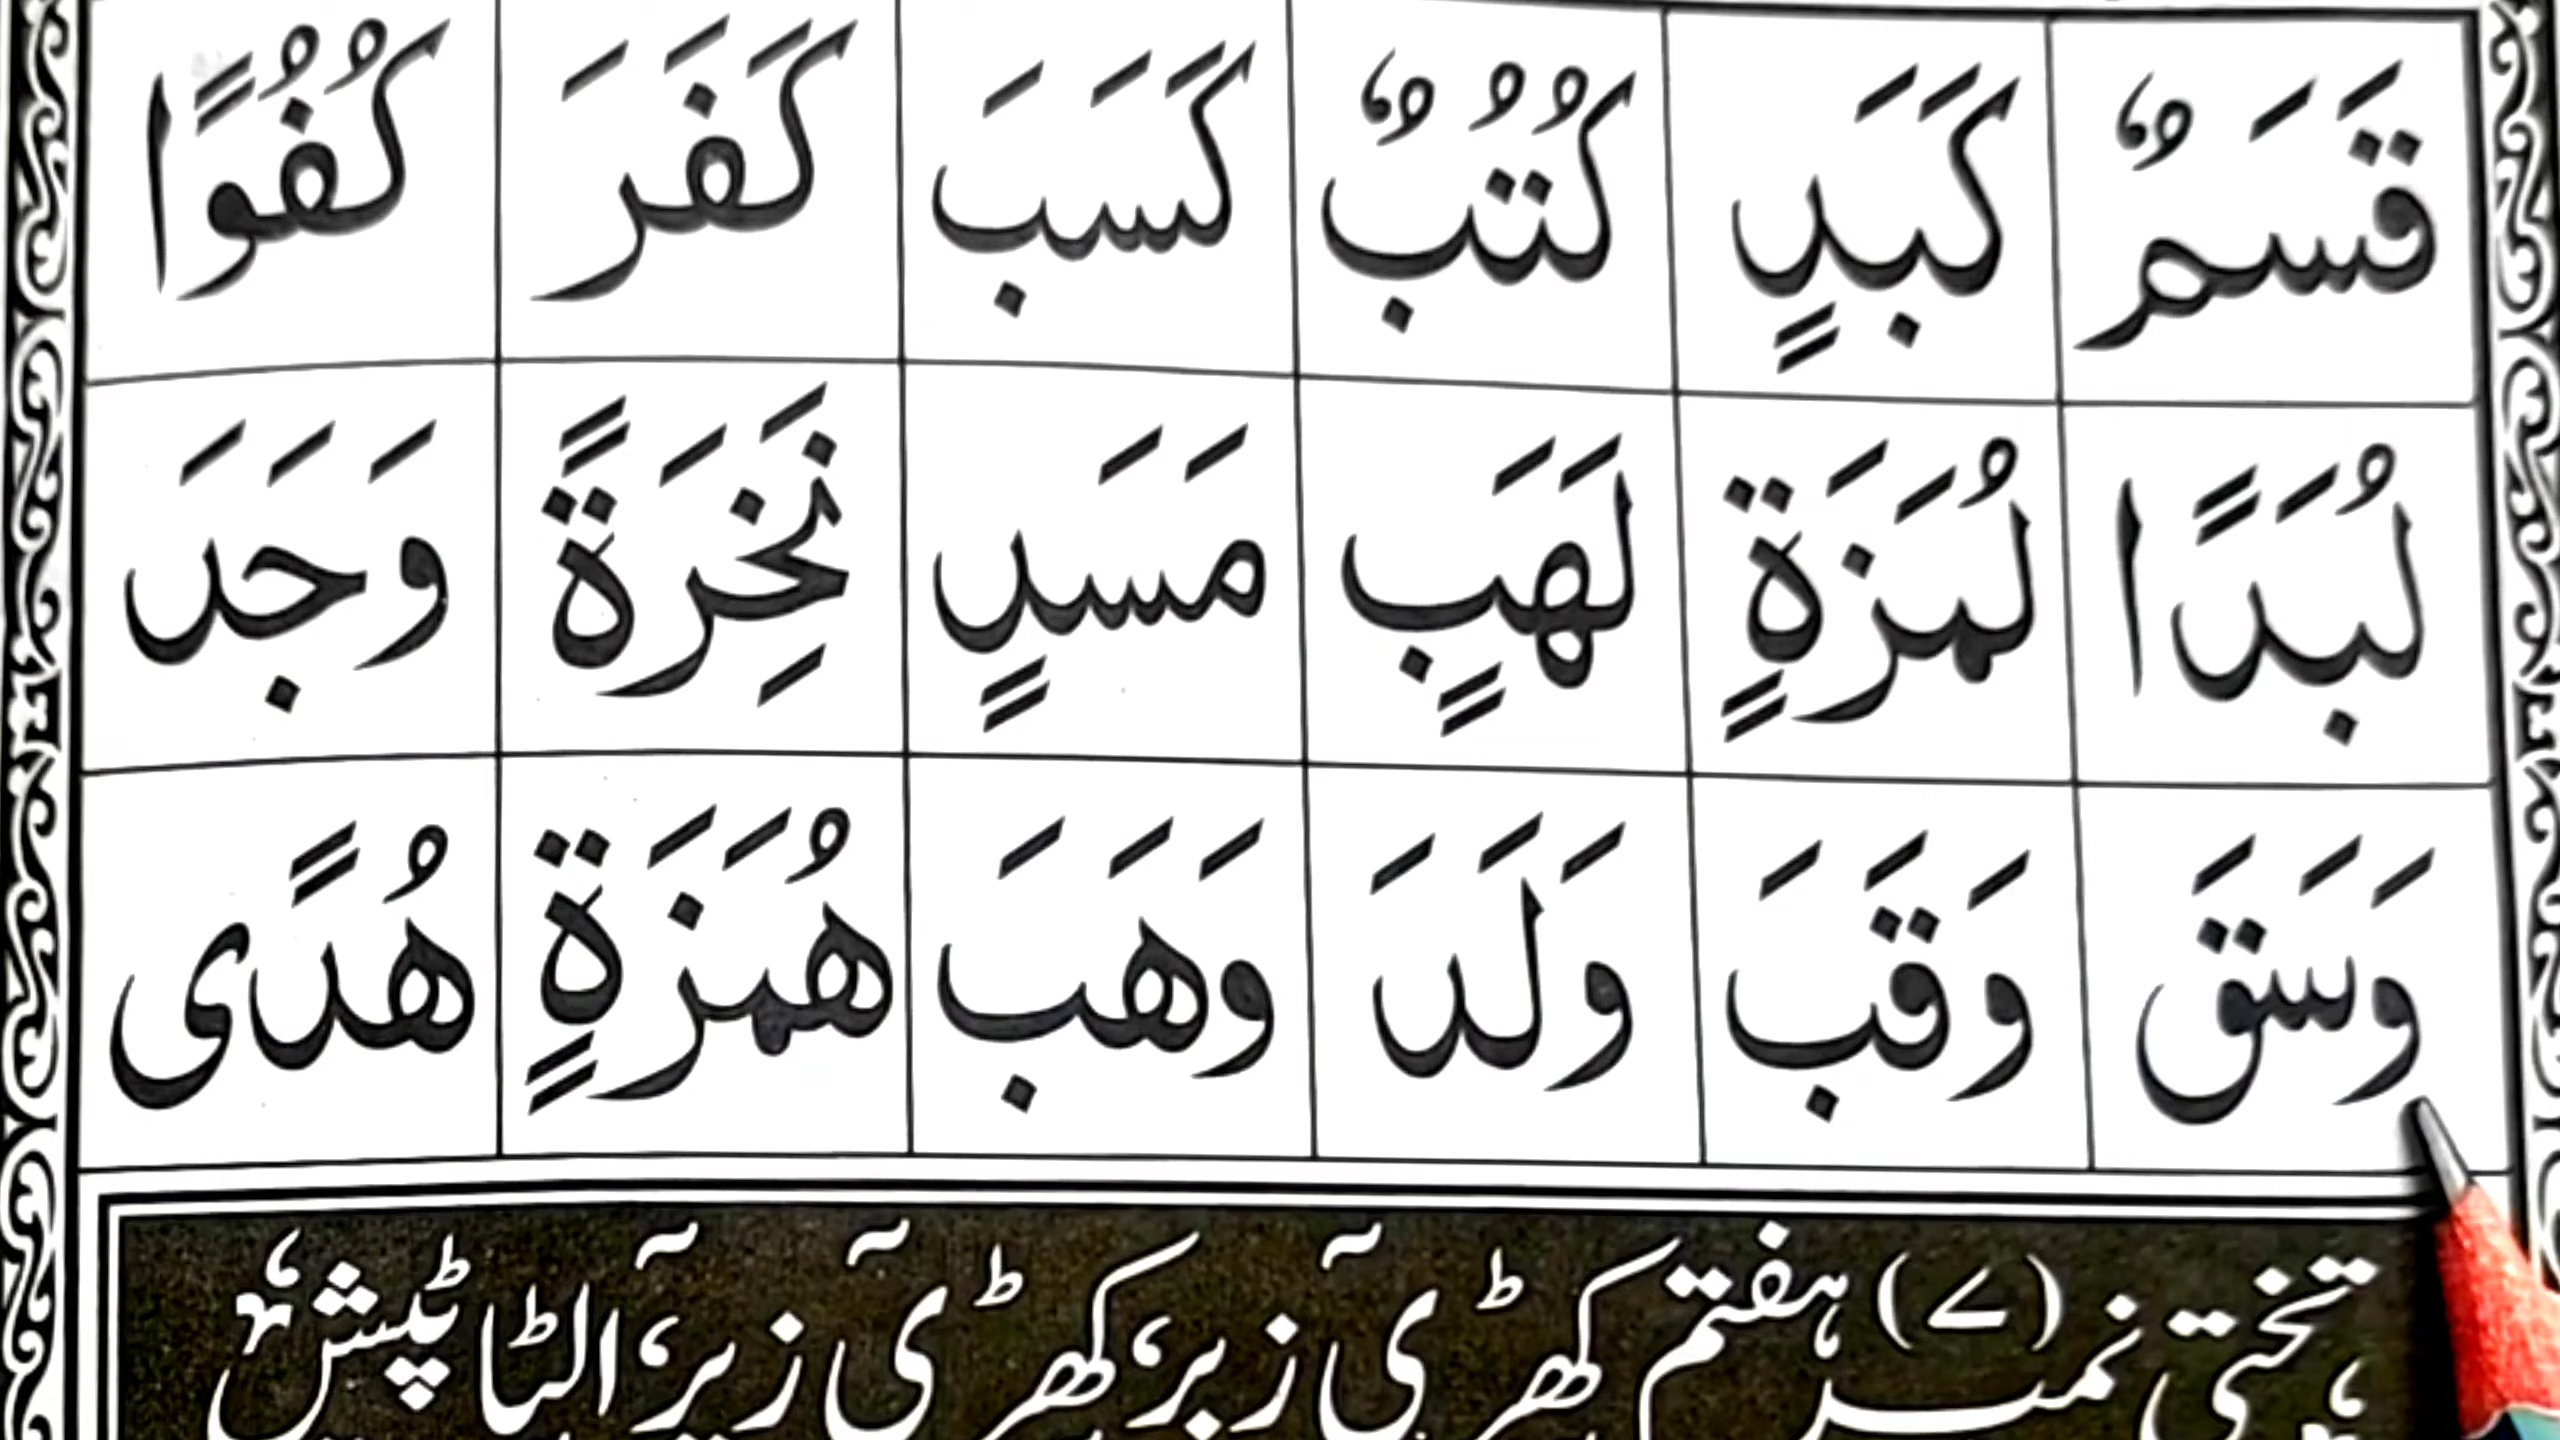 قَسَمٌ كَبَدٍ كُتُبٌ كَسَبَ كَفَرَ كُفُوًا
لُبَدًا لُمَزَةٍ لَهَبٍ مَسَدٍ نَخِرَةً وَجَدَ
وَسَقَ وَقَبَ وَلَدَ وَهَبَ هُمَزَةٍ هُدًى
تختی نمبر (۷) ہفتم کھڑی زبر، کھڑی زیر، الٹا پیش